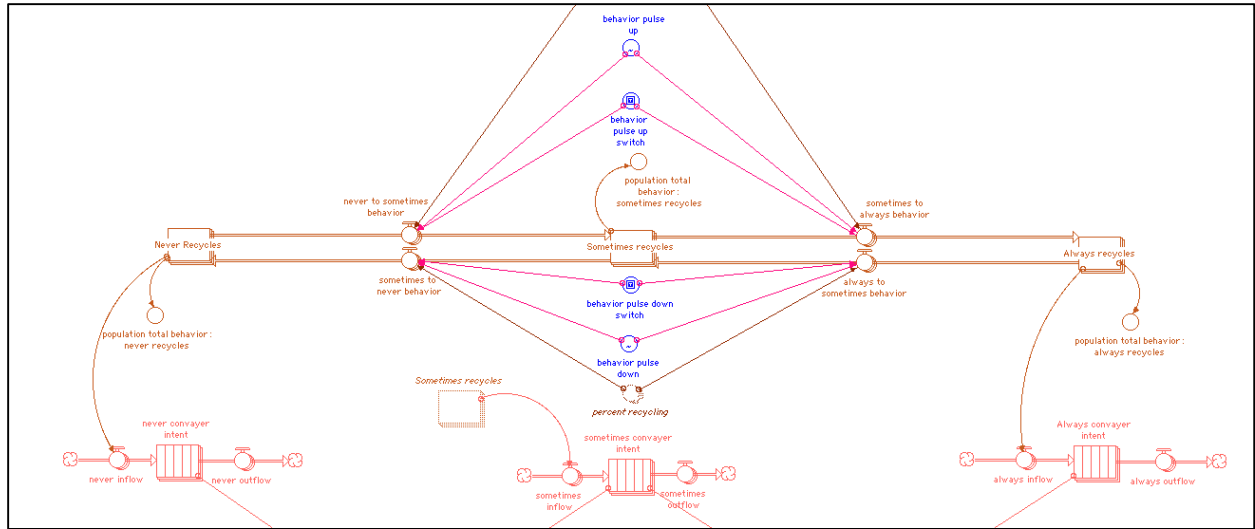 behavior pulse
up
behavior
pulse up
switch
population total
behavior :
sometimes recycles
never to sometimes
behavior
sometimes to
always behavior
Never Recycles
Sometimes recycles
Always recycles
sometimes to
never behavior
always to
sometimes behavior
behavior pulse down
switch
population total behavior :
never recycles
population total behavior :
always recycles
behavior pulse
down
Sometimes recycles
percent recycling
never convayer
intent
sometimes convayer
intent
Always convayer
intent
never inflow
never outflow
sometimes
inflow
sometimes
outflow
always inflow
always outflow